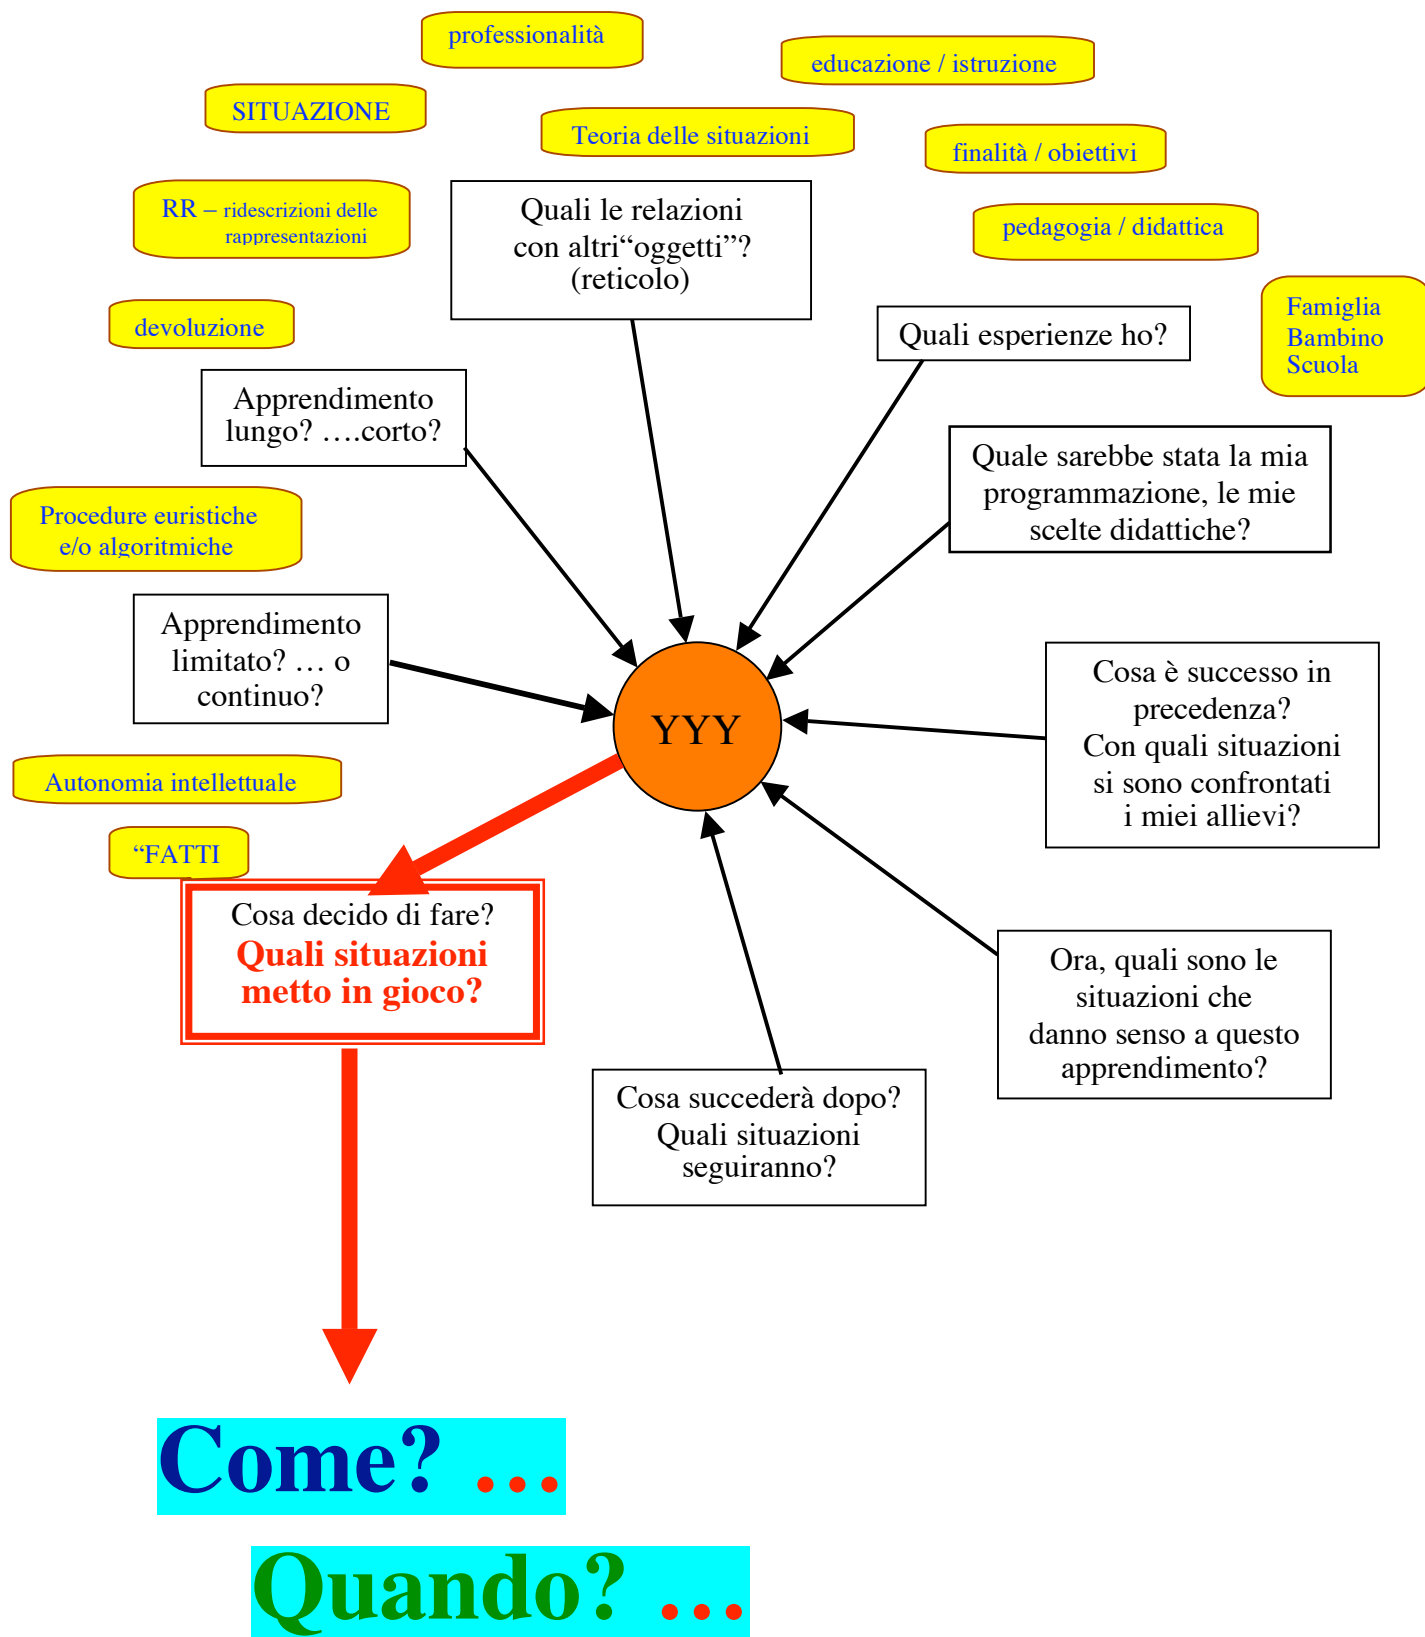 professionalità
educazione / istruzione
SITUAZIONE
Teoria delle situazioni
finalità / obiettivi
RR – ridescrizioni delle
rappresentazioni
Quali le relazioni
con altri“oggetti”?
(reticolo)
pedagogia / didattica
devoluzione
Quali esperienze ho?
Famiglia
Bambino
Scuola
Apprendimento
lungo? ….corto?
Quale sarebbe stata la mia
programmazione, le mie
scelte didattiche?
Procedure euristiche
e/o algoritmiche
Apprendimento
limitato? … o
continuo?
YYY
Cosa è successo in
precedenza?
Con quali situazioni
si sono confrontati
i miei allievi?
Autonomia intellettuale
“FATTI
Cosa decido di fare?
Quali situazioni
metto in gioco?
Ora, quali sono le
situazioni che
danno senso a questo
apprendimento?
Cosa succederà dopo?
Quali situazioni
seguiranno?
Come? …
Quando? …